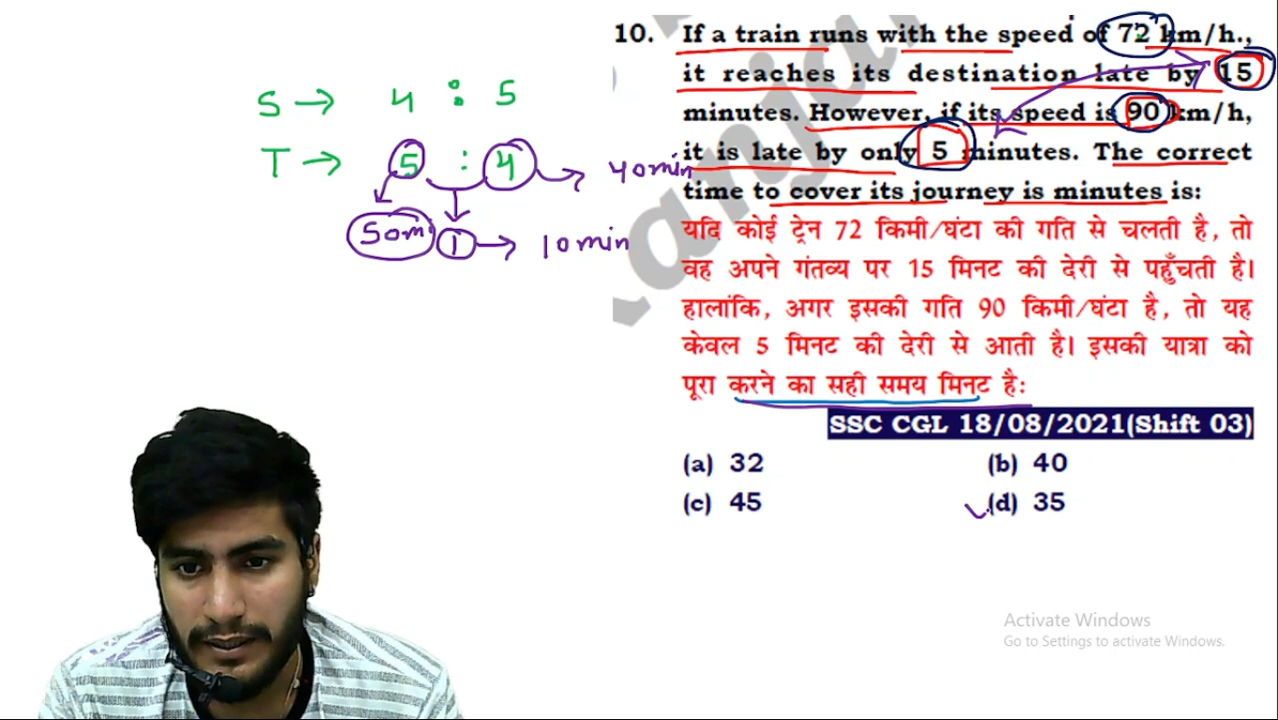 10. If a train runs with the speed of 72 km/h.,
it reaches its destination late by 15
minutes. However, if its speed is 90 km/h,
it is late by only 5 minutes. The correct
time to cover its journey is minutes is:
यदि कोई ट्रेन 72 किमी/घंटा की गति से चलती है, तो
वह अपने गंतव्य पर 15 मिनट की देरी से पहुँचती है।
हालांकि, अगर इसकी गति 90 किमी/घंटा है, तो यह
केवल 5 मिनट की देरी से आती है। इसकी यात्रा को
पूरा करने का सही समय मिनट है:
SSC CGL 18/08/2021(Shift 03)
(a) 32 (b) 40
(c) 45 (d) 35
S → 4 : 5
T → 5 : 4 → 40min
50m 1 → 10min
Activate Windows
Go to Settings to activate Windows.